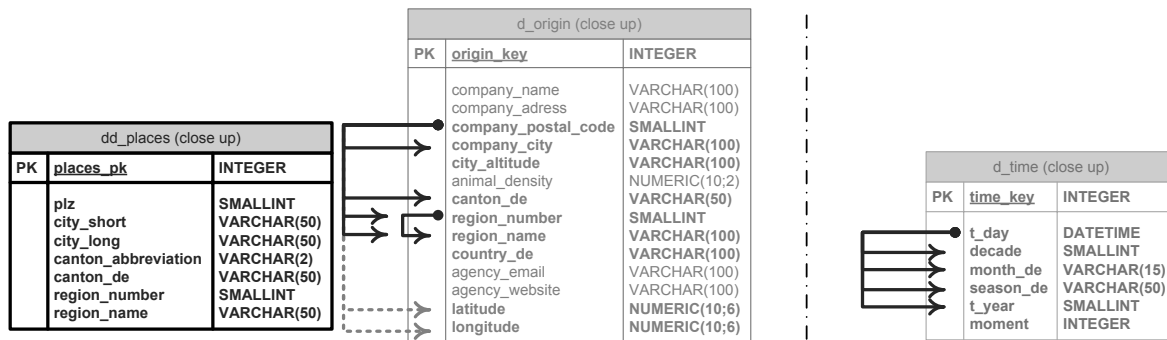 d_origin (close up)
PK origin_key INTEGER
company_name VARCHAR(100)
company_adress VARCHAR(100)
company_postal_code SMALLINT
company_city VARCHAR(100)
city_altitude VARCHAR(100)
animal_density NUMERIC(10;2)
canton_de VARCHAR(50)
region_number SMALLINT
region_name VARCHAR(100)
country_de VARCHAR(100)
agency_email VARCHAR(100)
agency_website VARCHAR(100)
latitude NUMERIC(10;6)
longitude NUMERIC(10;6)
dd_places (close up)
PK places_pk INTEGER
plz SMALLINT
city_short VARCHAR(50)
city_long VARCHAR(50)
canton_abbreviation VARCHAR(2)
canton_de VARCHAR(50)
region_number SMALLINT
region_name VARCHAR(50)
d_time (close up)
PK time_key INTEGER
t_day DATETIME
decade SMALLINT
month_de VARCHAR(15)
season_de VARCHAR(50)
t_year SMALLINT
moment INTEGER